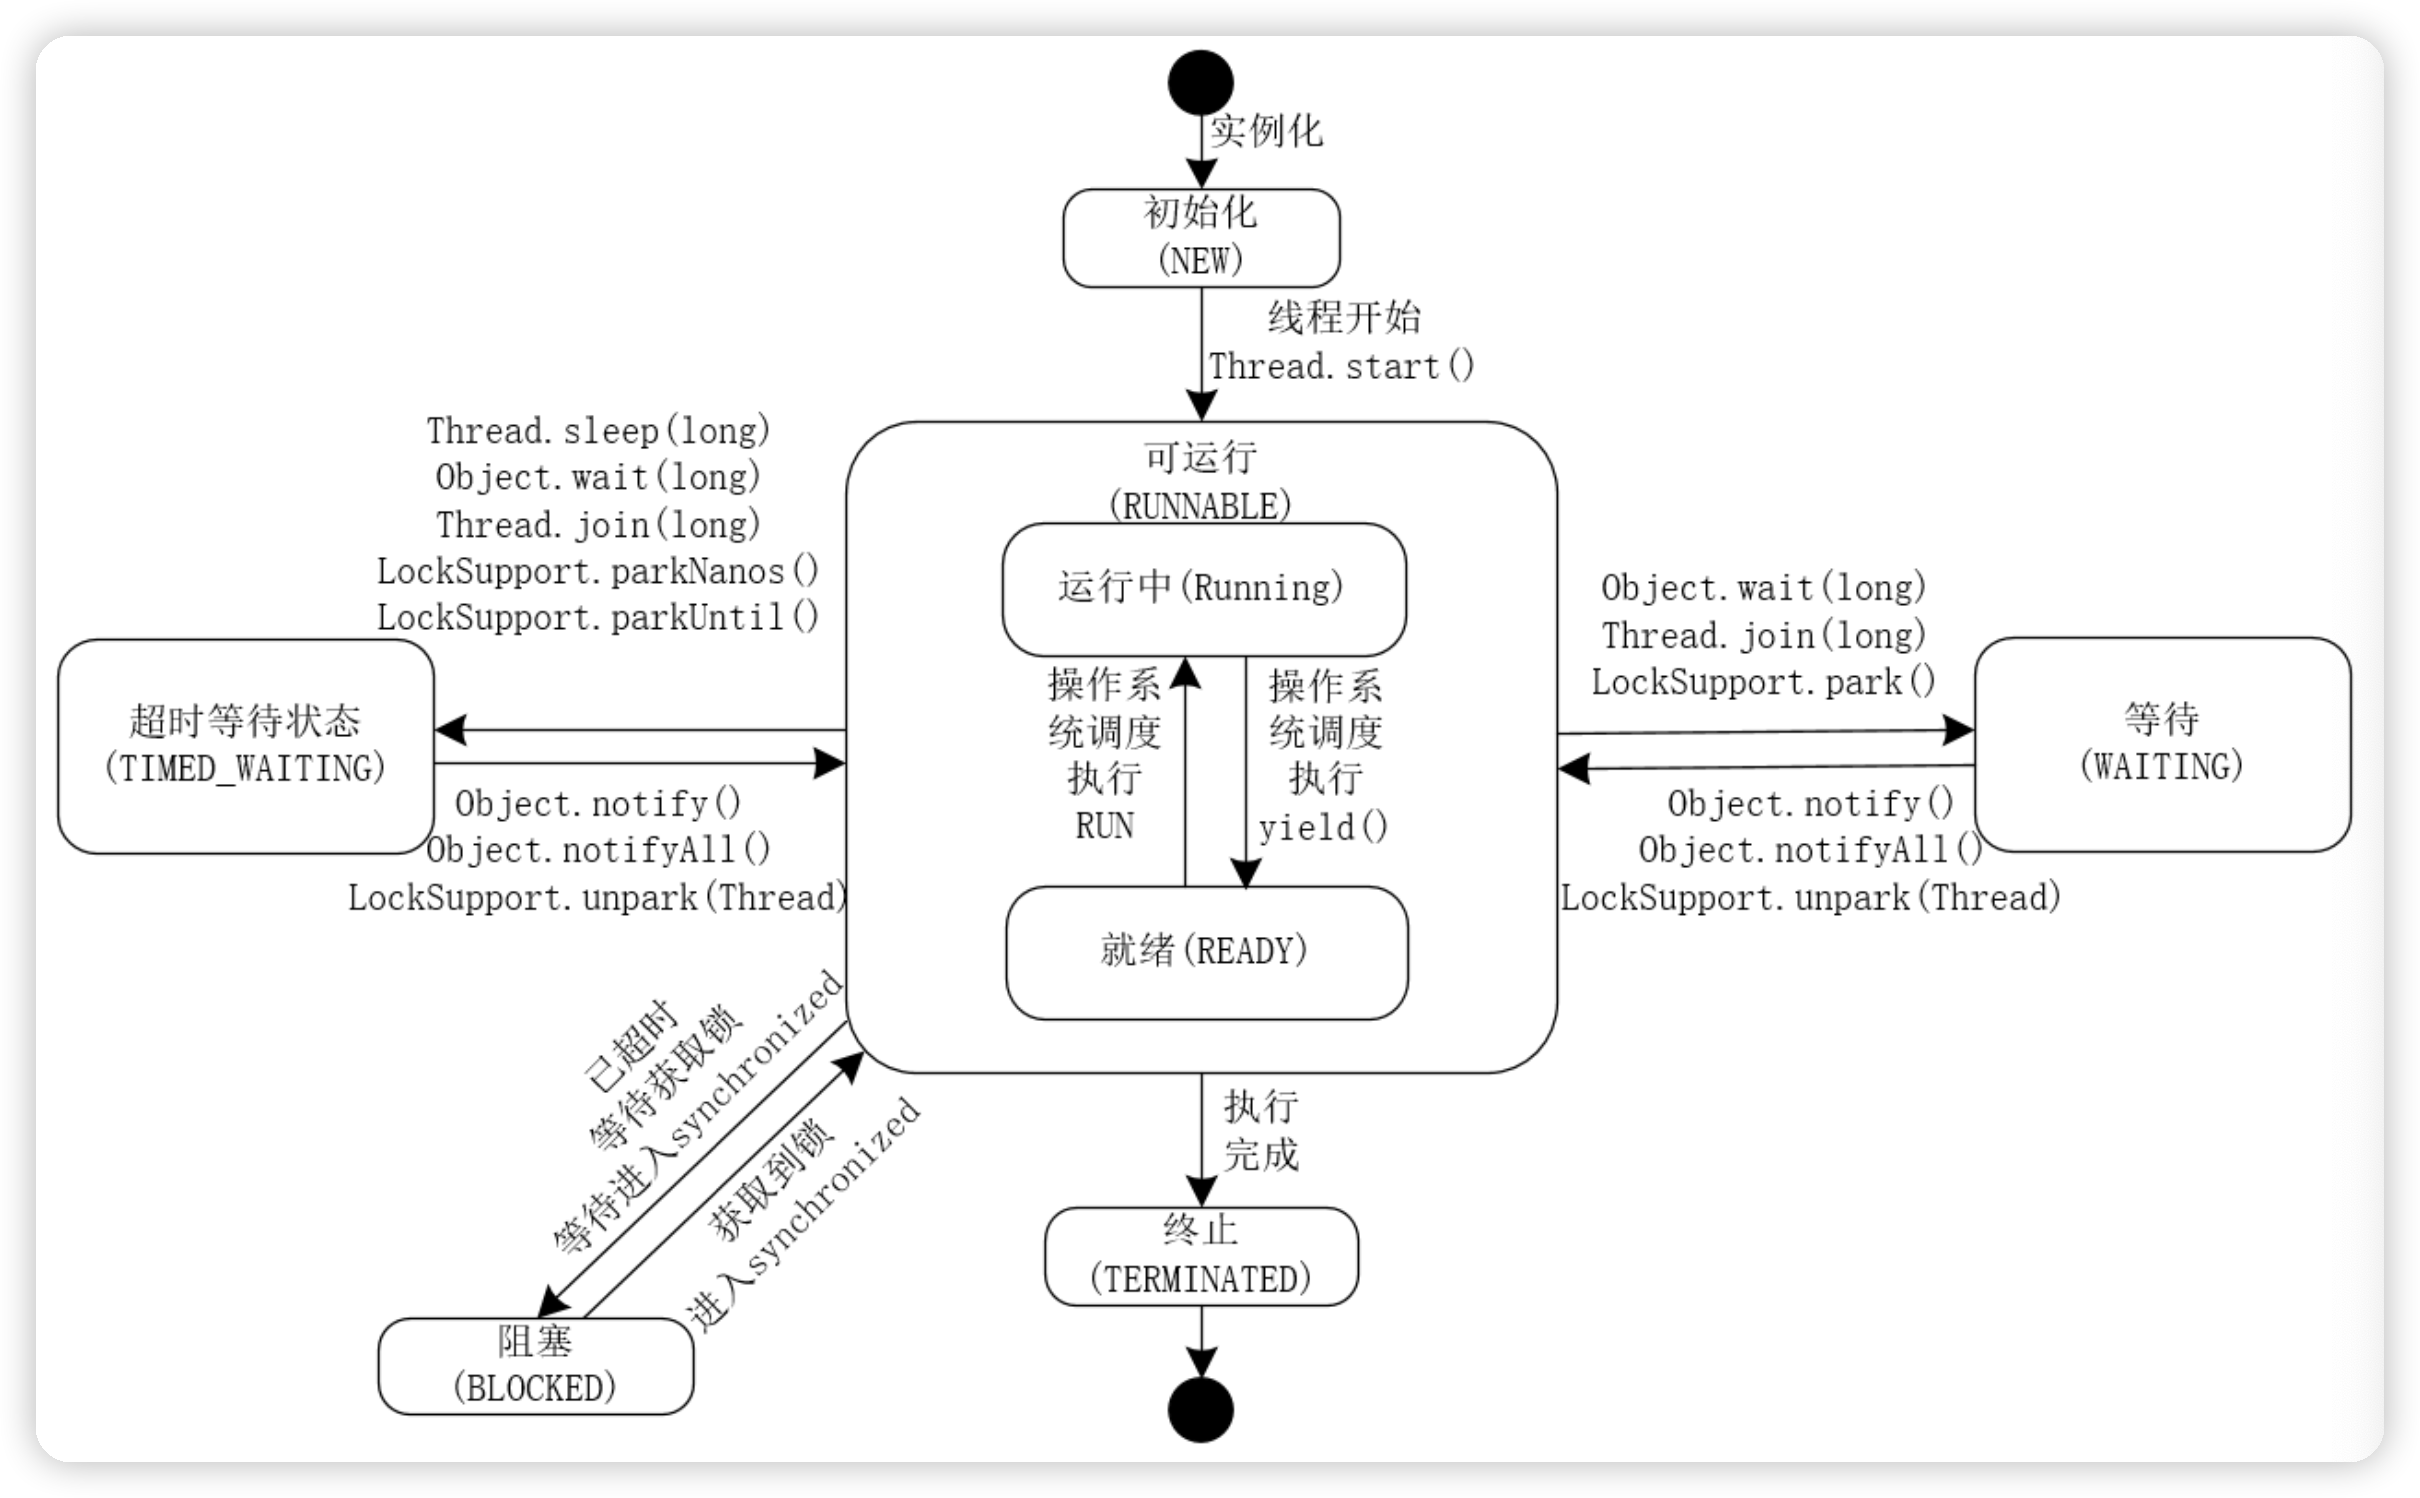 实例化
初始化
(NEW)
线程开始
Thread.start()
Thread.sleep(long)
Object.wait(long)
Thread.join(long)
LockSupport.parkNanos()
LockSupport.parkUntil()
超时等待状态
(TIMED_WAITING)
Object.notify()
Object.notifyAll()
LockSupport.unpark(Thread)
可运行
(RUNNABLE)
运行中(Running)
操作系
统调度
执行
RUN
操作系
统调度
执行
yield()
就绪(READY)
Object.wait(long)
Thread.join(long)
LockSupport.park()
等待
(WAITING)
Object.notify()
Object.notifyAll()
LockSupport.unpark(Thread)
已超时
等待获取锁
等待进入synchronized
获取到锁
进入synchronized
阻塞
(BLOCKED)
执行
完成
终止
(TERMINATED)